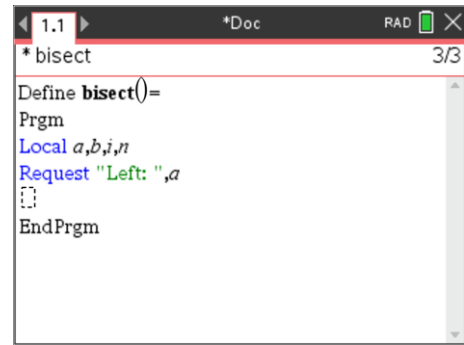 1.1 *Doc RAD
* bisect 3/3
Define bisect()=
Prgm
Local a,b,i,n
Request "Left: ",a
EndPrgm